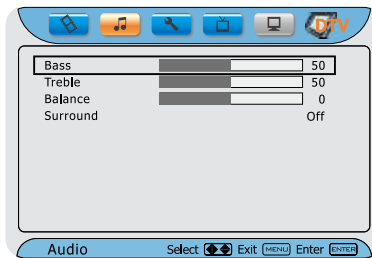 DTV
Bass 50
Treble 50
Balance 0
Surround Off
Audio Select Exit MENU Enter ENTER